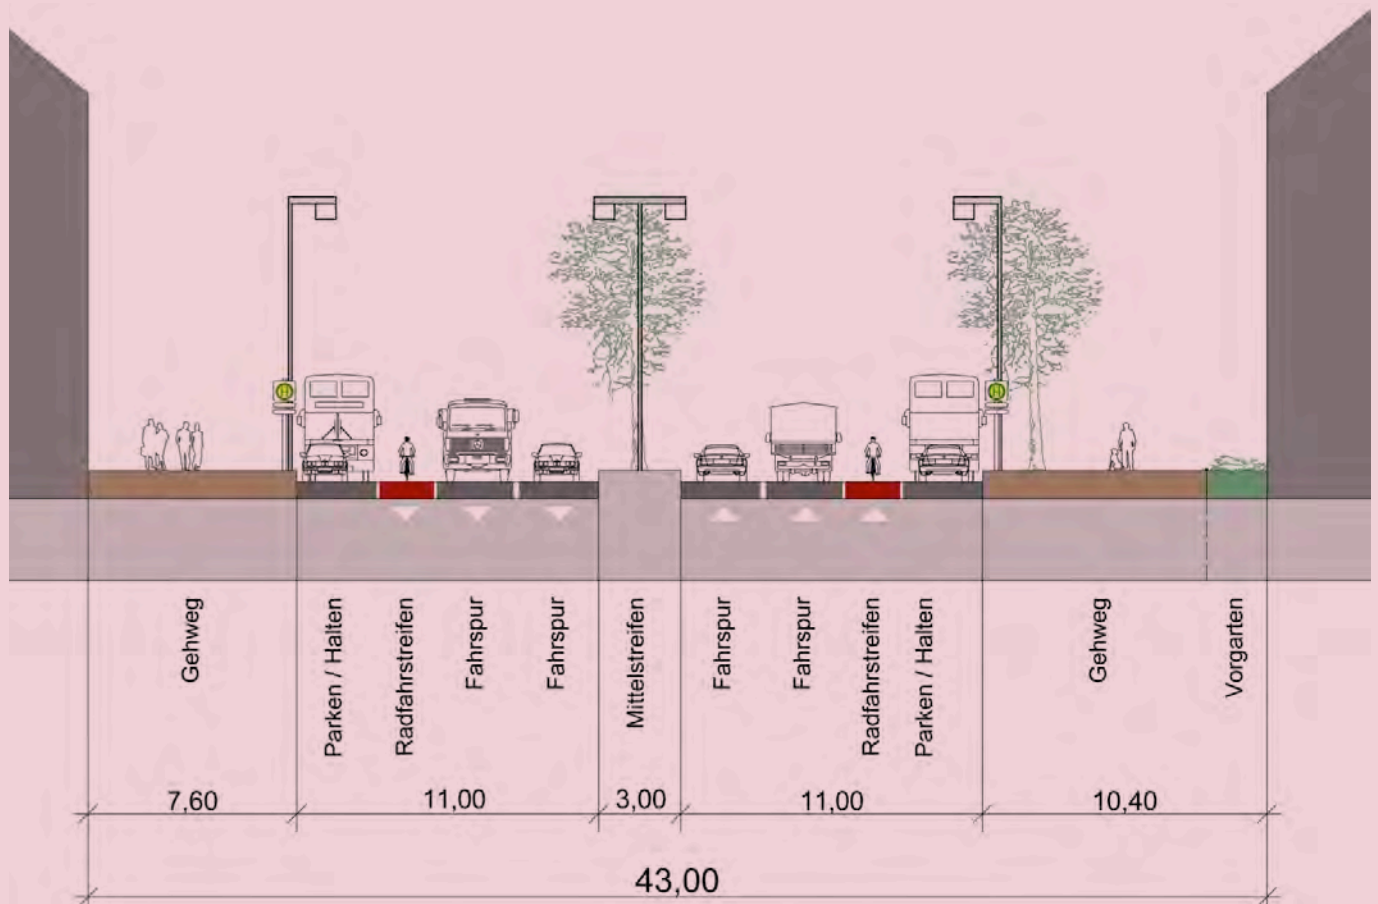 H
H
Gehweg
Parken / Halten
Radfahrstreifen
Fahrspur
Fahrspur
Mittelstreifen
Fahrspur
Fahrspur
Radfahrstreifen
Parken / Halten
Gehweg
Vorgarten
7,60
11,00
3,00
11,00
10,40
43,00